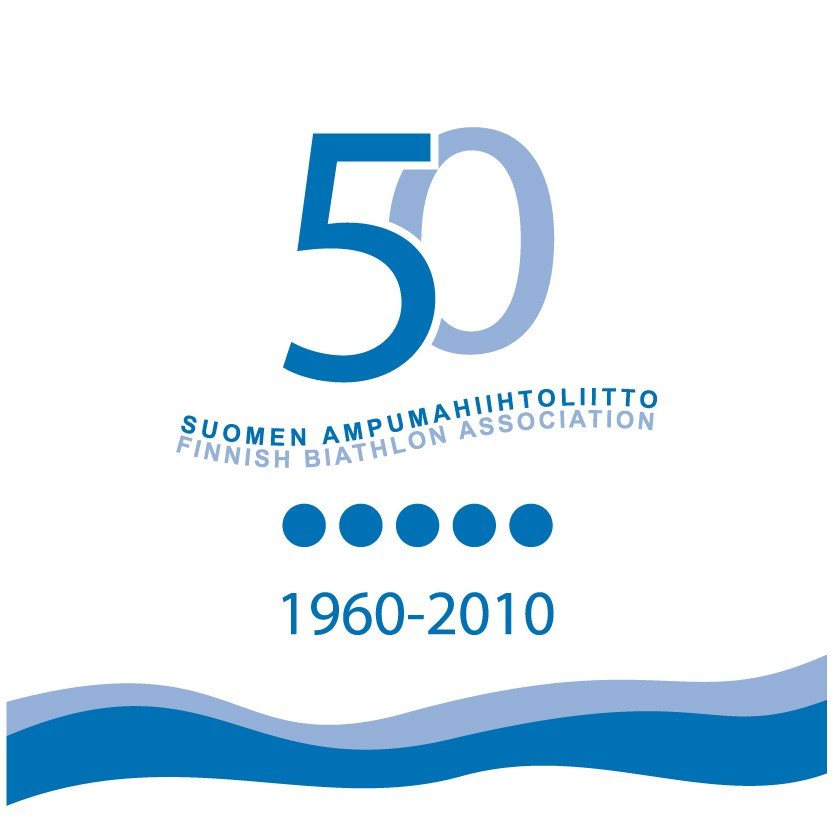 50
SUOMEN AMPUMAHIIHTOLIITTO
FINNISH BIATHLON ASSOCIATION
1960-2010